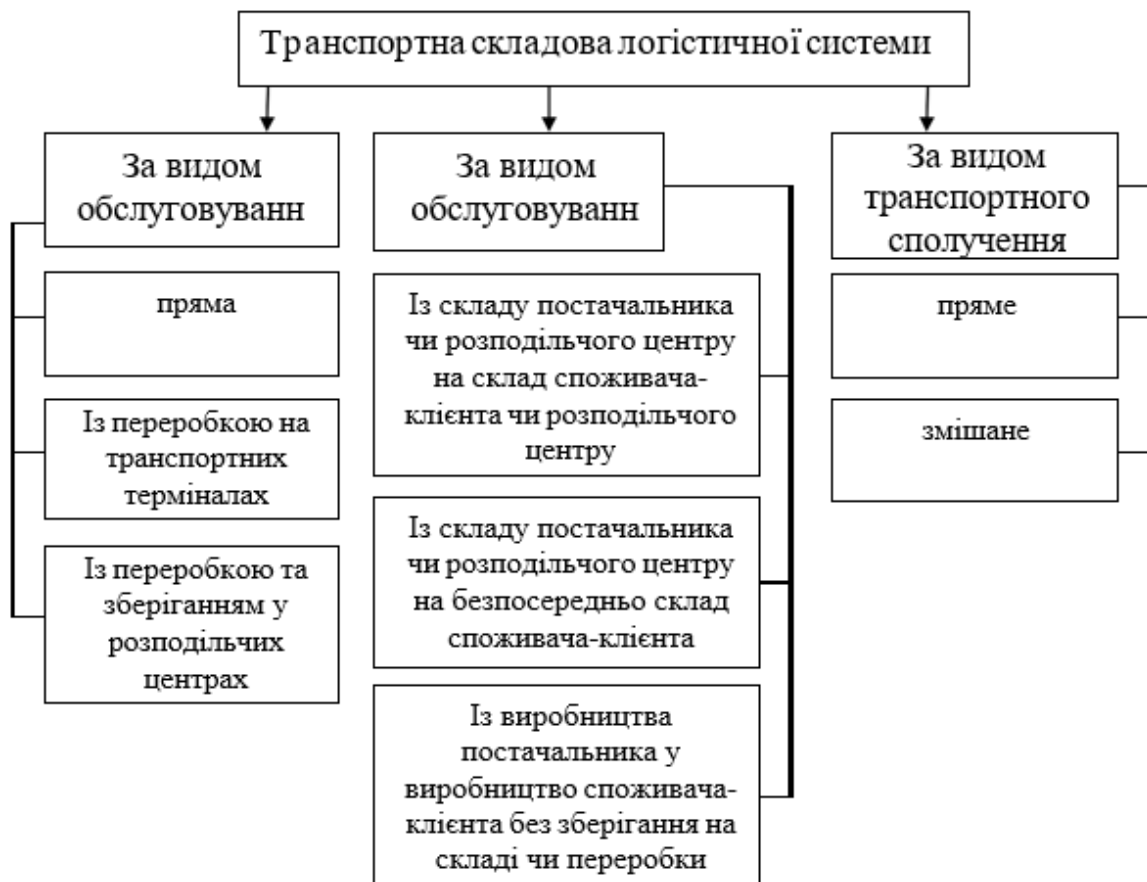 Транспортна складова логістичної системи
За видом
обслуговуванн
пряма
Із переробкою на
транспортних
терміналах
Із переробкою та
зберіганням у
розподільчих
центрах
За видом
обслуговуванн
Із складу постачальника
чи розподільчого центру
на склад споживача-
клієнта чи розподільчого
центру
Із складу постачальника
чи розподільчого центру
на безпосередньо склад
споживача-клієнта
Із виробництва
постачальника у
виробництво споживача-
клієнта без зберігання на
складі чи переробки
За видом
транспортного
сполучення
пряме
змішане